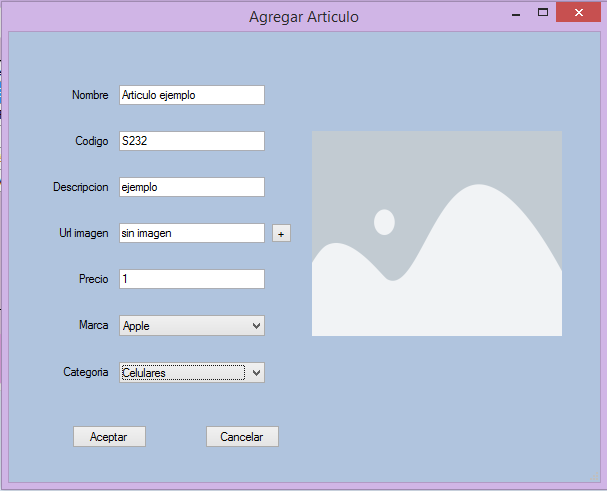 Agregar Articulo
Nombre Articulo ejemplo
Codigo S232
Descripcion ejemplo
Url imagen sin imagen +
Precio 1
Marca Apple
Categoria Celulares
Aceptar Cancelar